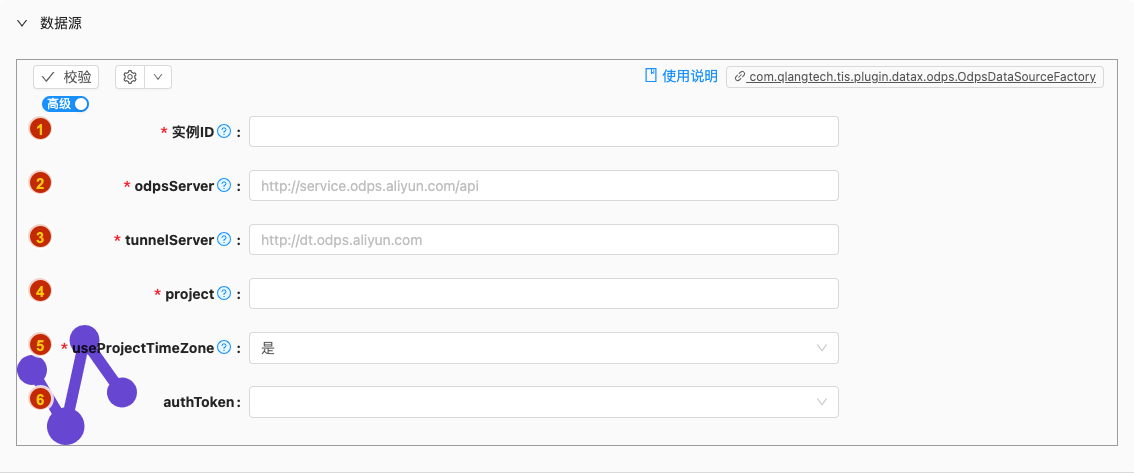 数据源
校验
使用说明 com.qlangtech.tis.plugin.datax.odps.OdpsDataSourceFactory
高级
1 * 实例ID ? :
2 * odpsServer ? : http://service.odps.aliyun.com/api
3 * tunnelServer ? : http://dt.odps.aliyun.com
4 * project ? :
5 * useProjectTimeZone ? : 是
6 authToken :